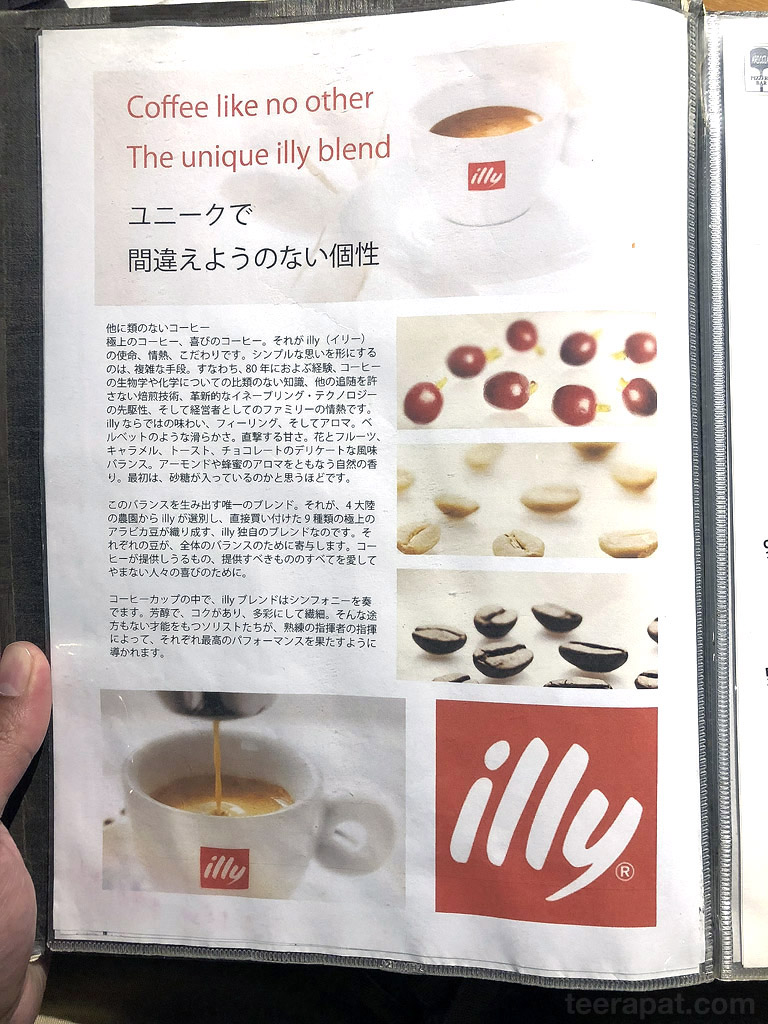 Coffee like no other
The unique illy blend
illy
ユニークで
間違えようのない個性
他に類のないコーヒー
極上のコーヒー、喜びのコーヒー。それが illy（イリー）
の使命、情熱、こだわりです。シンプルな思いを形にする
のは、複雑な手段。すなわち、80 年におよぶ経験、コーヒー
の生物学や化学についての比類のない知識、他の追随を許
さない焙煎技術、革新的なイネーブリング・テクノロジー
の先駆性、そして経営者としてのファミリーの情熱です。
illy ならではの味わい、フィーリング、そしてアロマ。ベ
ルベットのような滑らかさ。直撃する甘さ。花とフルーツ、
キャラメル、トースト、チョコレートのデリケートな風味
バランス。アーモンドや蜂蜜のアロマをともなう自然の香
り。最初は、砂糖が入っているのかと思うほどです。
このバランスを生み出す唯一のブレンド。それが、4 大陸
の農園から illy が選別し、直接買い付けた 9 種類の極上の
アラビカ豆が織り成す、illy 独自のブレンドなのです。そ
れぞれの豆が、全体のバランスのために寄与します。コー
ヒーが提供しうるもの、提供すべきもののすべてを愛して
やまない人々の喜びのために。
コーヒーカップの中で、illy ブレンドはシンフォニーを奏
でます。芳醇で、コクがあり、多彩にして繊細。そんな途
方もない才能をもつソリストたちが、熟練の指揮者の指揮
によって、それぞれ最高のパフォーマンスを果たすように
導かれます。
illy
illy®
teerapat.com